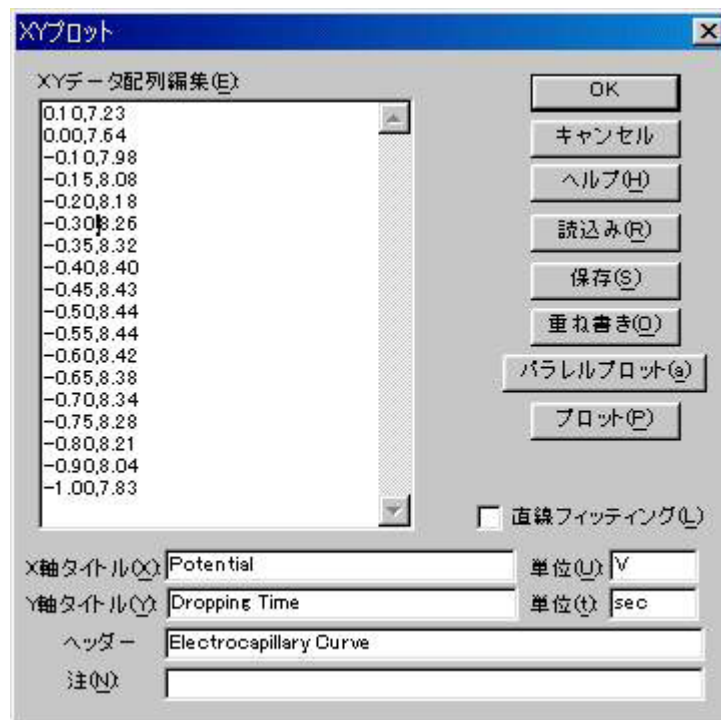 XYプロット
XYデータ配列編集(E):
0.10,7.23
0.00,7.64
-0.10,7.98
-0.15,8.08
-0.20,8.18
-0.30,8.26
-0.35,8.32
-0.40,8.40
-0.45,8.43
-0.50,8.44
-0.55,8.44
-0.60,8.42
-0.65,8.38
-0.70,8.34
-0.75,8.28
-0.80,8.21
-0.90,8.04
-1.00,7.83
OK
キャンセル
ヘルプ(H)
読込み(R)
保存(S)
重ね書き(O)
パラレルプロット(a)
プロット(P)
直線フィッティング(L)
X軸タイトル(X): Potential 単位(U): V
Y軸タイトル(Y): Dropping Time 単位(t): sec
ヘッダー Electrocapillary Curve
注(N):